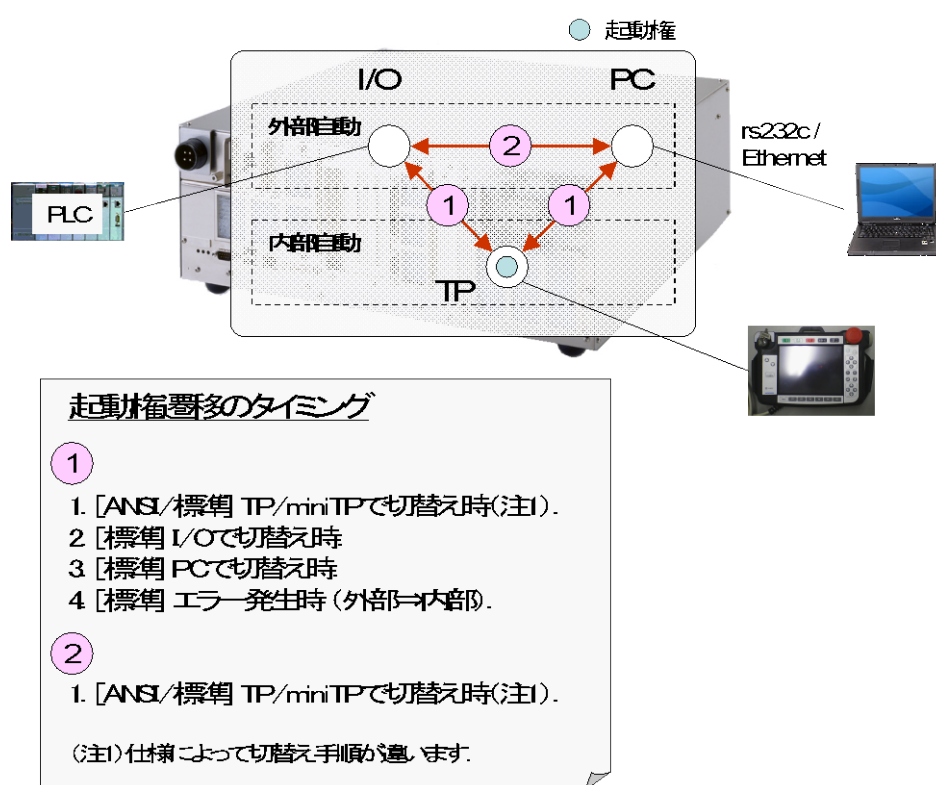 起動権
I/O
PC
外部自動
2
rs232c /
Ethernet
PLC
1
1
内部自動
TP
起動権遷移のタイミング
1
1. [ANSI/標準] TP/miniTPで切替え時(注1).
2. [標準] I/Oで切替え時.
3. [標準] PCで切替え時.
4. [標準] エラー発生時 (外部⇒内部).
2
1. [ANSI/標準] TP/miniTPで切替え時(注1).
(注1)仕様によって切替え手順が違います.